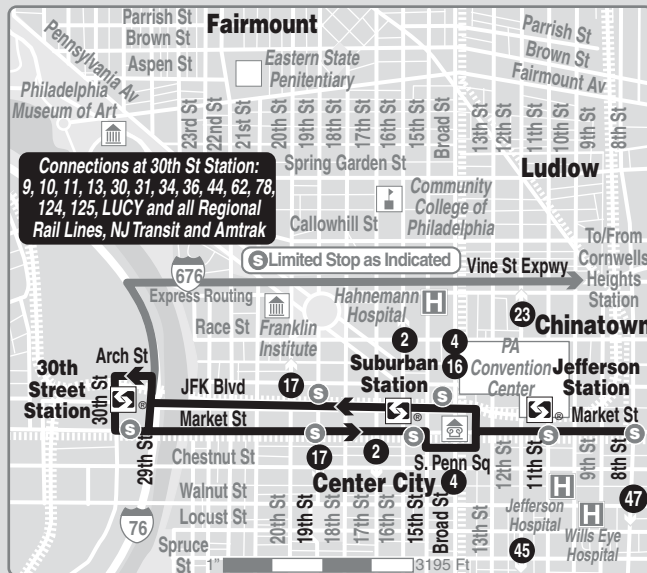 Parrish St
Brown St
Aspen St
Pennsylvania Av
Fairmount
Eastern State
Penitentiary
Parrish St
Brown St
Fairmount Av
Philadelphia
Museum of Art
23rd St
22nd St
21st St
20th St
19th St
18th St
17th St
16th St
15th St
Broad St
13th St
12th St
11th St
10th St
9th St
8th St
Connections at 30th St Station:
9, 10, 11, 13, 30, 31, 34, 36, 44, 62, 78,
124, 125, LUCY and all Regional
Rail Lines, NJ Transit and Amtrak
Spring Garden St
Ludlow
Community
College of
Philadelphia
Callowhill St
To/From
Cornwells
Heights
Station
S Limited Stop as Indicated
676
Vine St Expwy
Express Routing
Race St
Franklin
Institute
Hahnemann
Hospital
H
23
Chinatown
2
4
16
Suburban
Station
PA
Convention
Center
Jefferson
Station
30th
Street
Station
Arch St
30th St
29th St
JFK Blvd
17
S
S
®
®
®
Market St
Market St
S
S
S
S
S
Chestnut St
17
2
S. Penn Sq
4
Center City
Walnut St
Locust St
Spruce
St
76
20th St
19th St
18th St
17th St
16th St
15th St
Broad St
13th St
12th St
11th St
9th St
8th St
H
Jefferson
Hospital
H
Wills Eye
Hospital
47
45
1"
3195 Ft